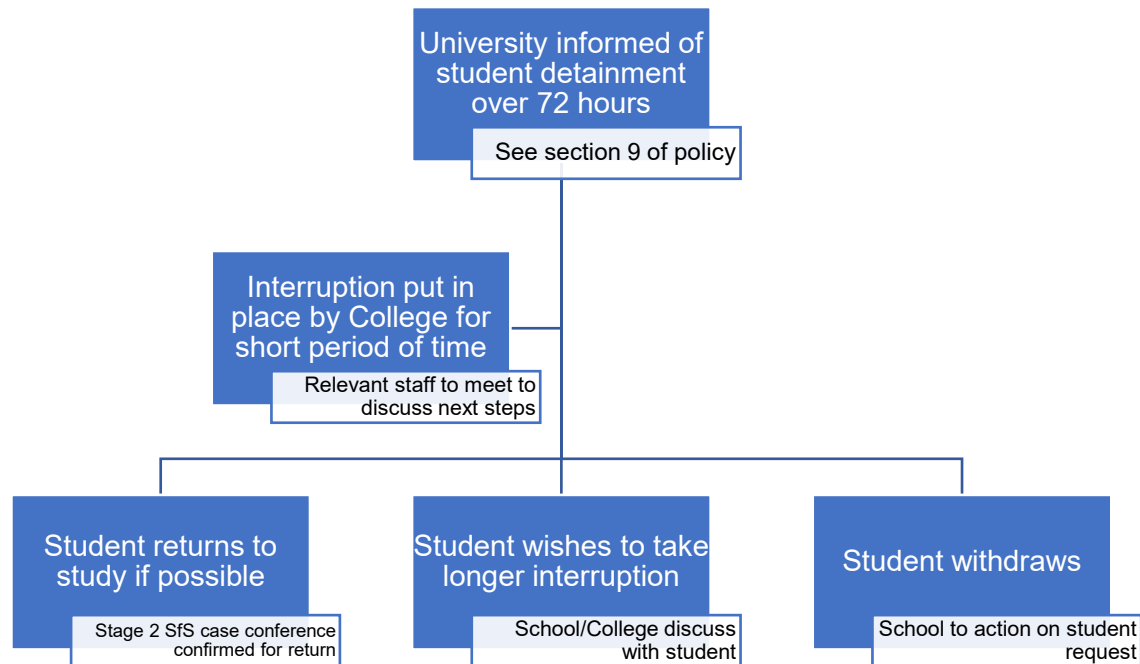 University informed of
student detainment
over 72 hours
See section 9 of policy
Interruption put in
place by College for
short period of time
Relevant staff to meet to
discuss next steps
Student returns to
study if possible
Stage 2 SfS case conference
confirmed for return
Student wishes to take
longer interruption
School/College discuss
with student
Student withdraws
School to action on student
request